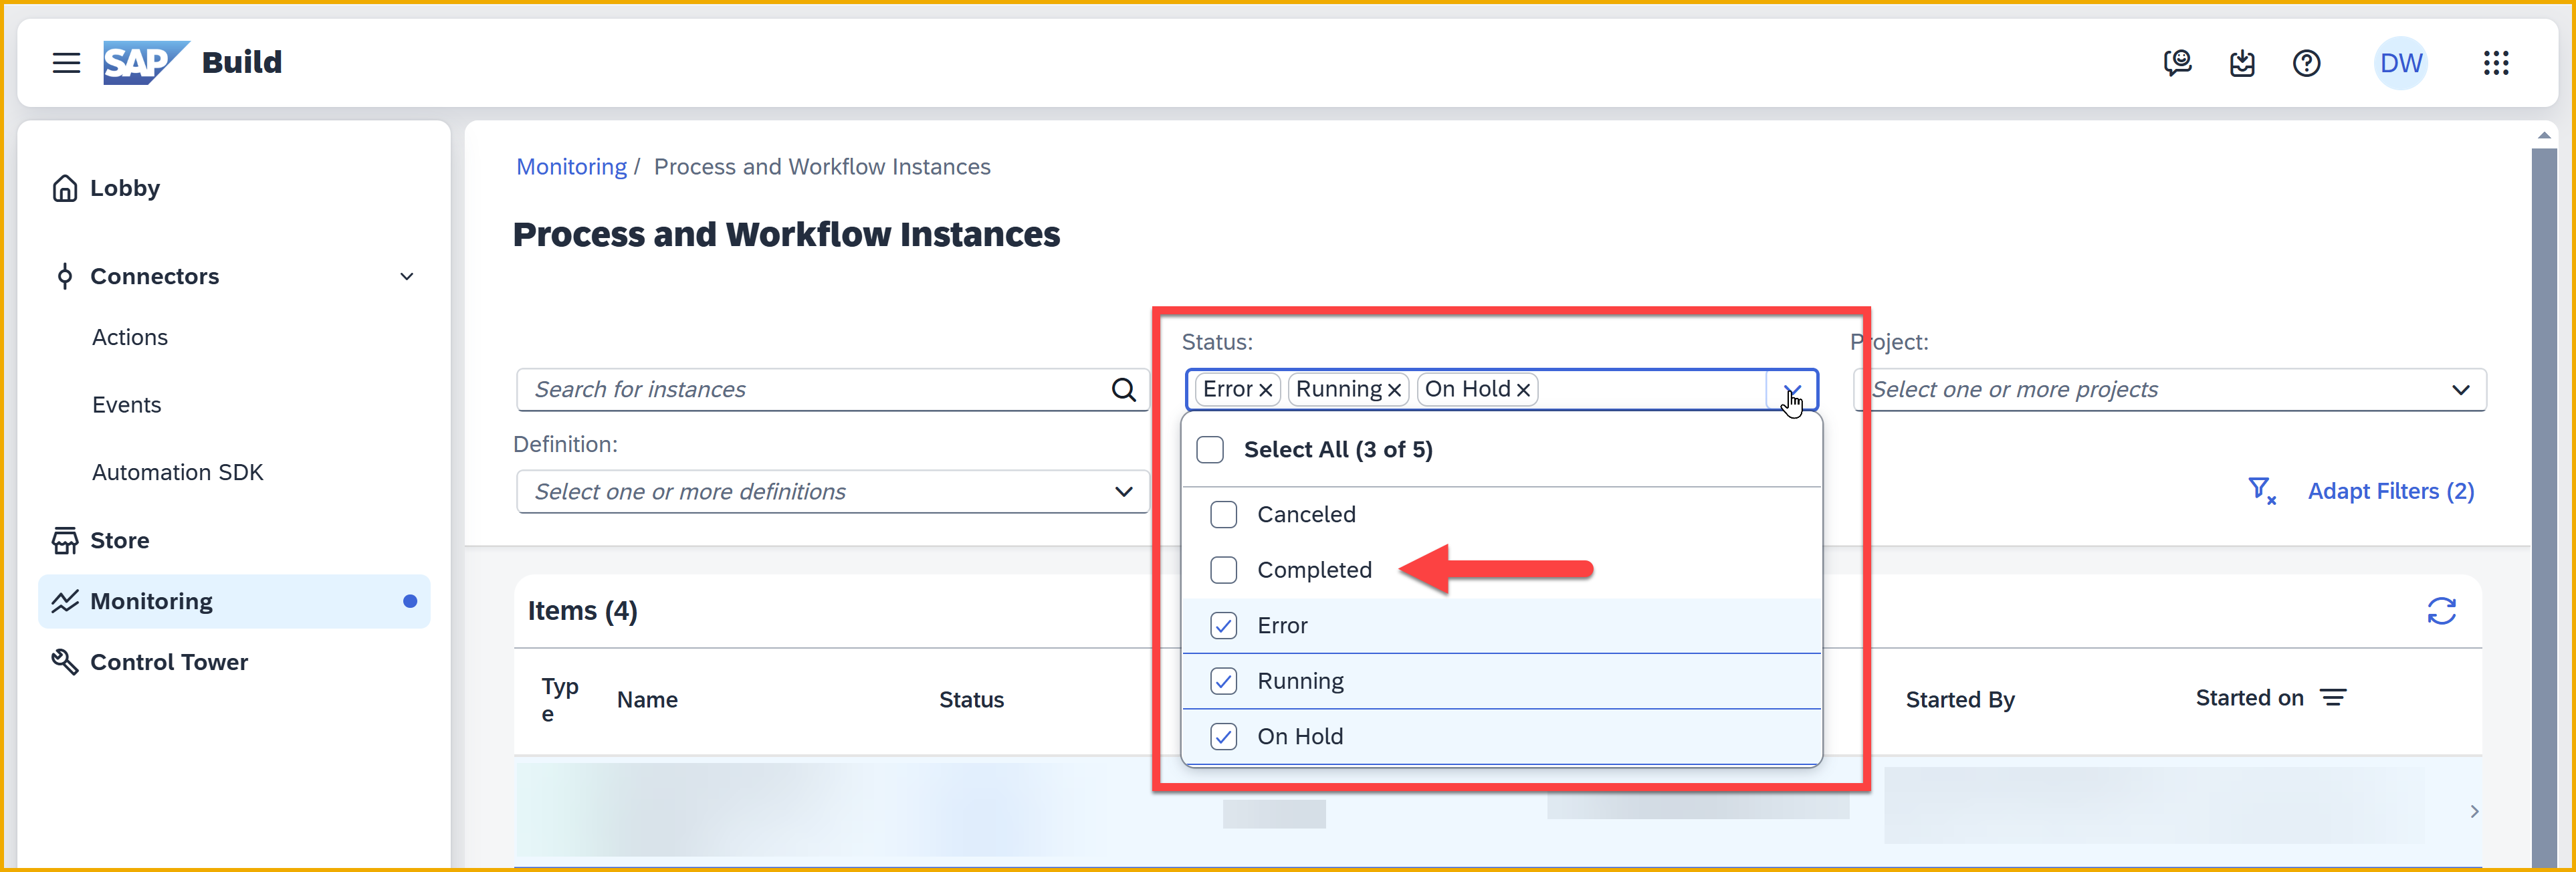 SAP Build
DW
Lobby
Connectors
Actions
Events
Automation SDK
Store
Monitoring
Control Tower
Monitoring / Process and Workflow Instances
Process and Workflow Instances
Search for instances
Status:
Error Running On Hold
Project:
Select one or more projects
Definition:
Select one or more definitions
Select All (3 of 5)
Canceled
Completed
Error
Running
On Hold
Adapt Filters (2)
Items (4)
Typ
e
Name
Status
Started By
Started on